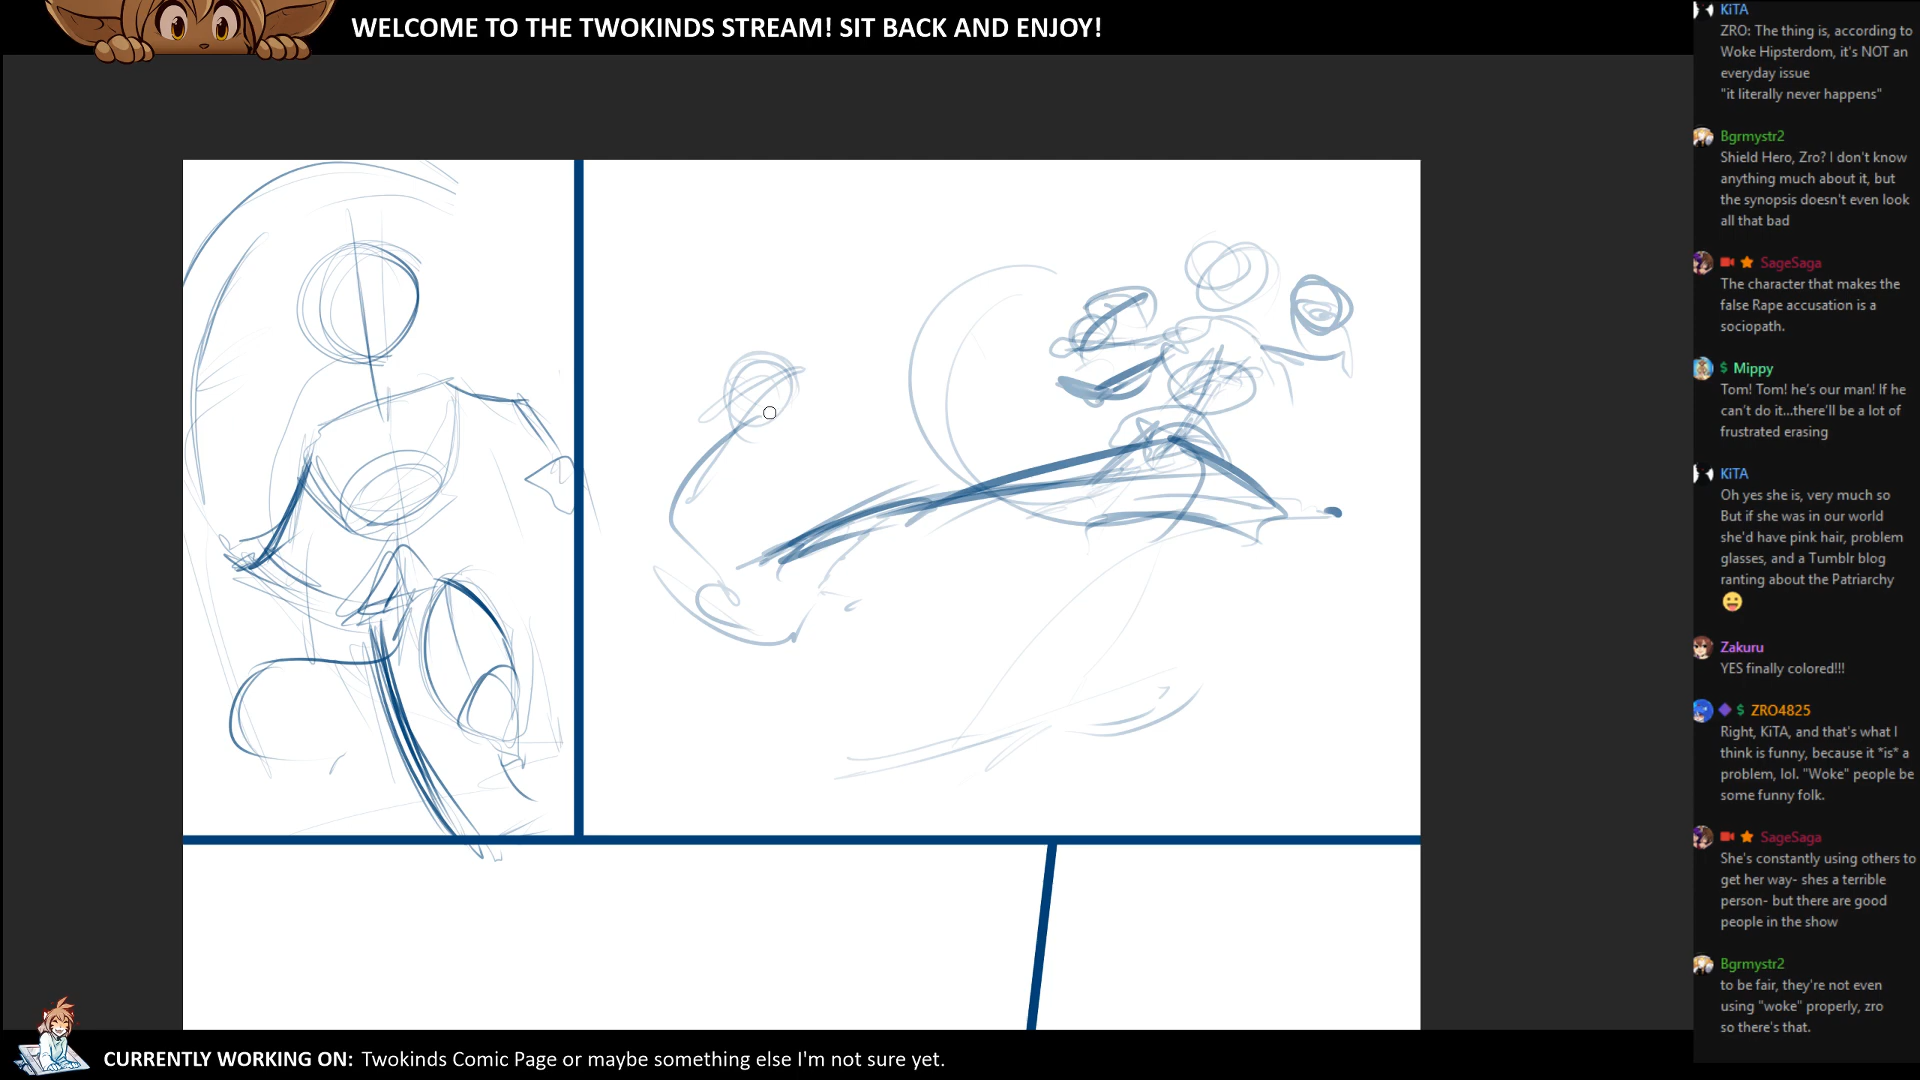 WELCOME TO THE TWOKINDS STREAM! SIT BACK AND ENJOY!
KiTA
ZRO: The thing is, according to
Woke Hipsterdom, it's NOT an
everyday issue
"it literally never happens"
Bgrmystr2
Shield Hero, Zro? I don't know
anything much about it, but
the synopsis doesn't even look
all that bad
SageSaga
The character that makes the
false Rape accusation is a
sociopath.
$ Mippy
Tom! Tom! he's our man! If he
can't do it...there'll be a lot of
frustrated erasing
KiTA
Oh yes she is, very much so
But if she was in our world
she'd have pink hair, problem
glasses, and a Tumblr blog
ranting about the Patriarchy
Zakuru
YES finally colored!!!
$ ZRO4825
Right, KiTA, and that's what I
think is funny, because it *is* a
problem, lol. "Woke" people be
some funny folk.
SageSaga
She's constantly using others to
get her way- shes a terrible
person- but there are good
people in the show
Bgrmystr2
to be fair, they're not even
using "woke" properly, zro
so there's that.
CURRENTLY WORKING ON: Twokinds Comic Page or maybe something else I'm not sure yet.